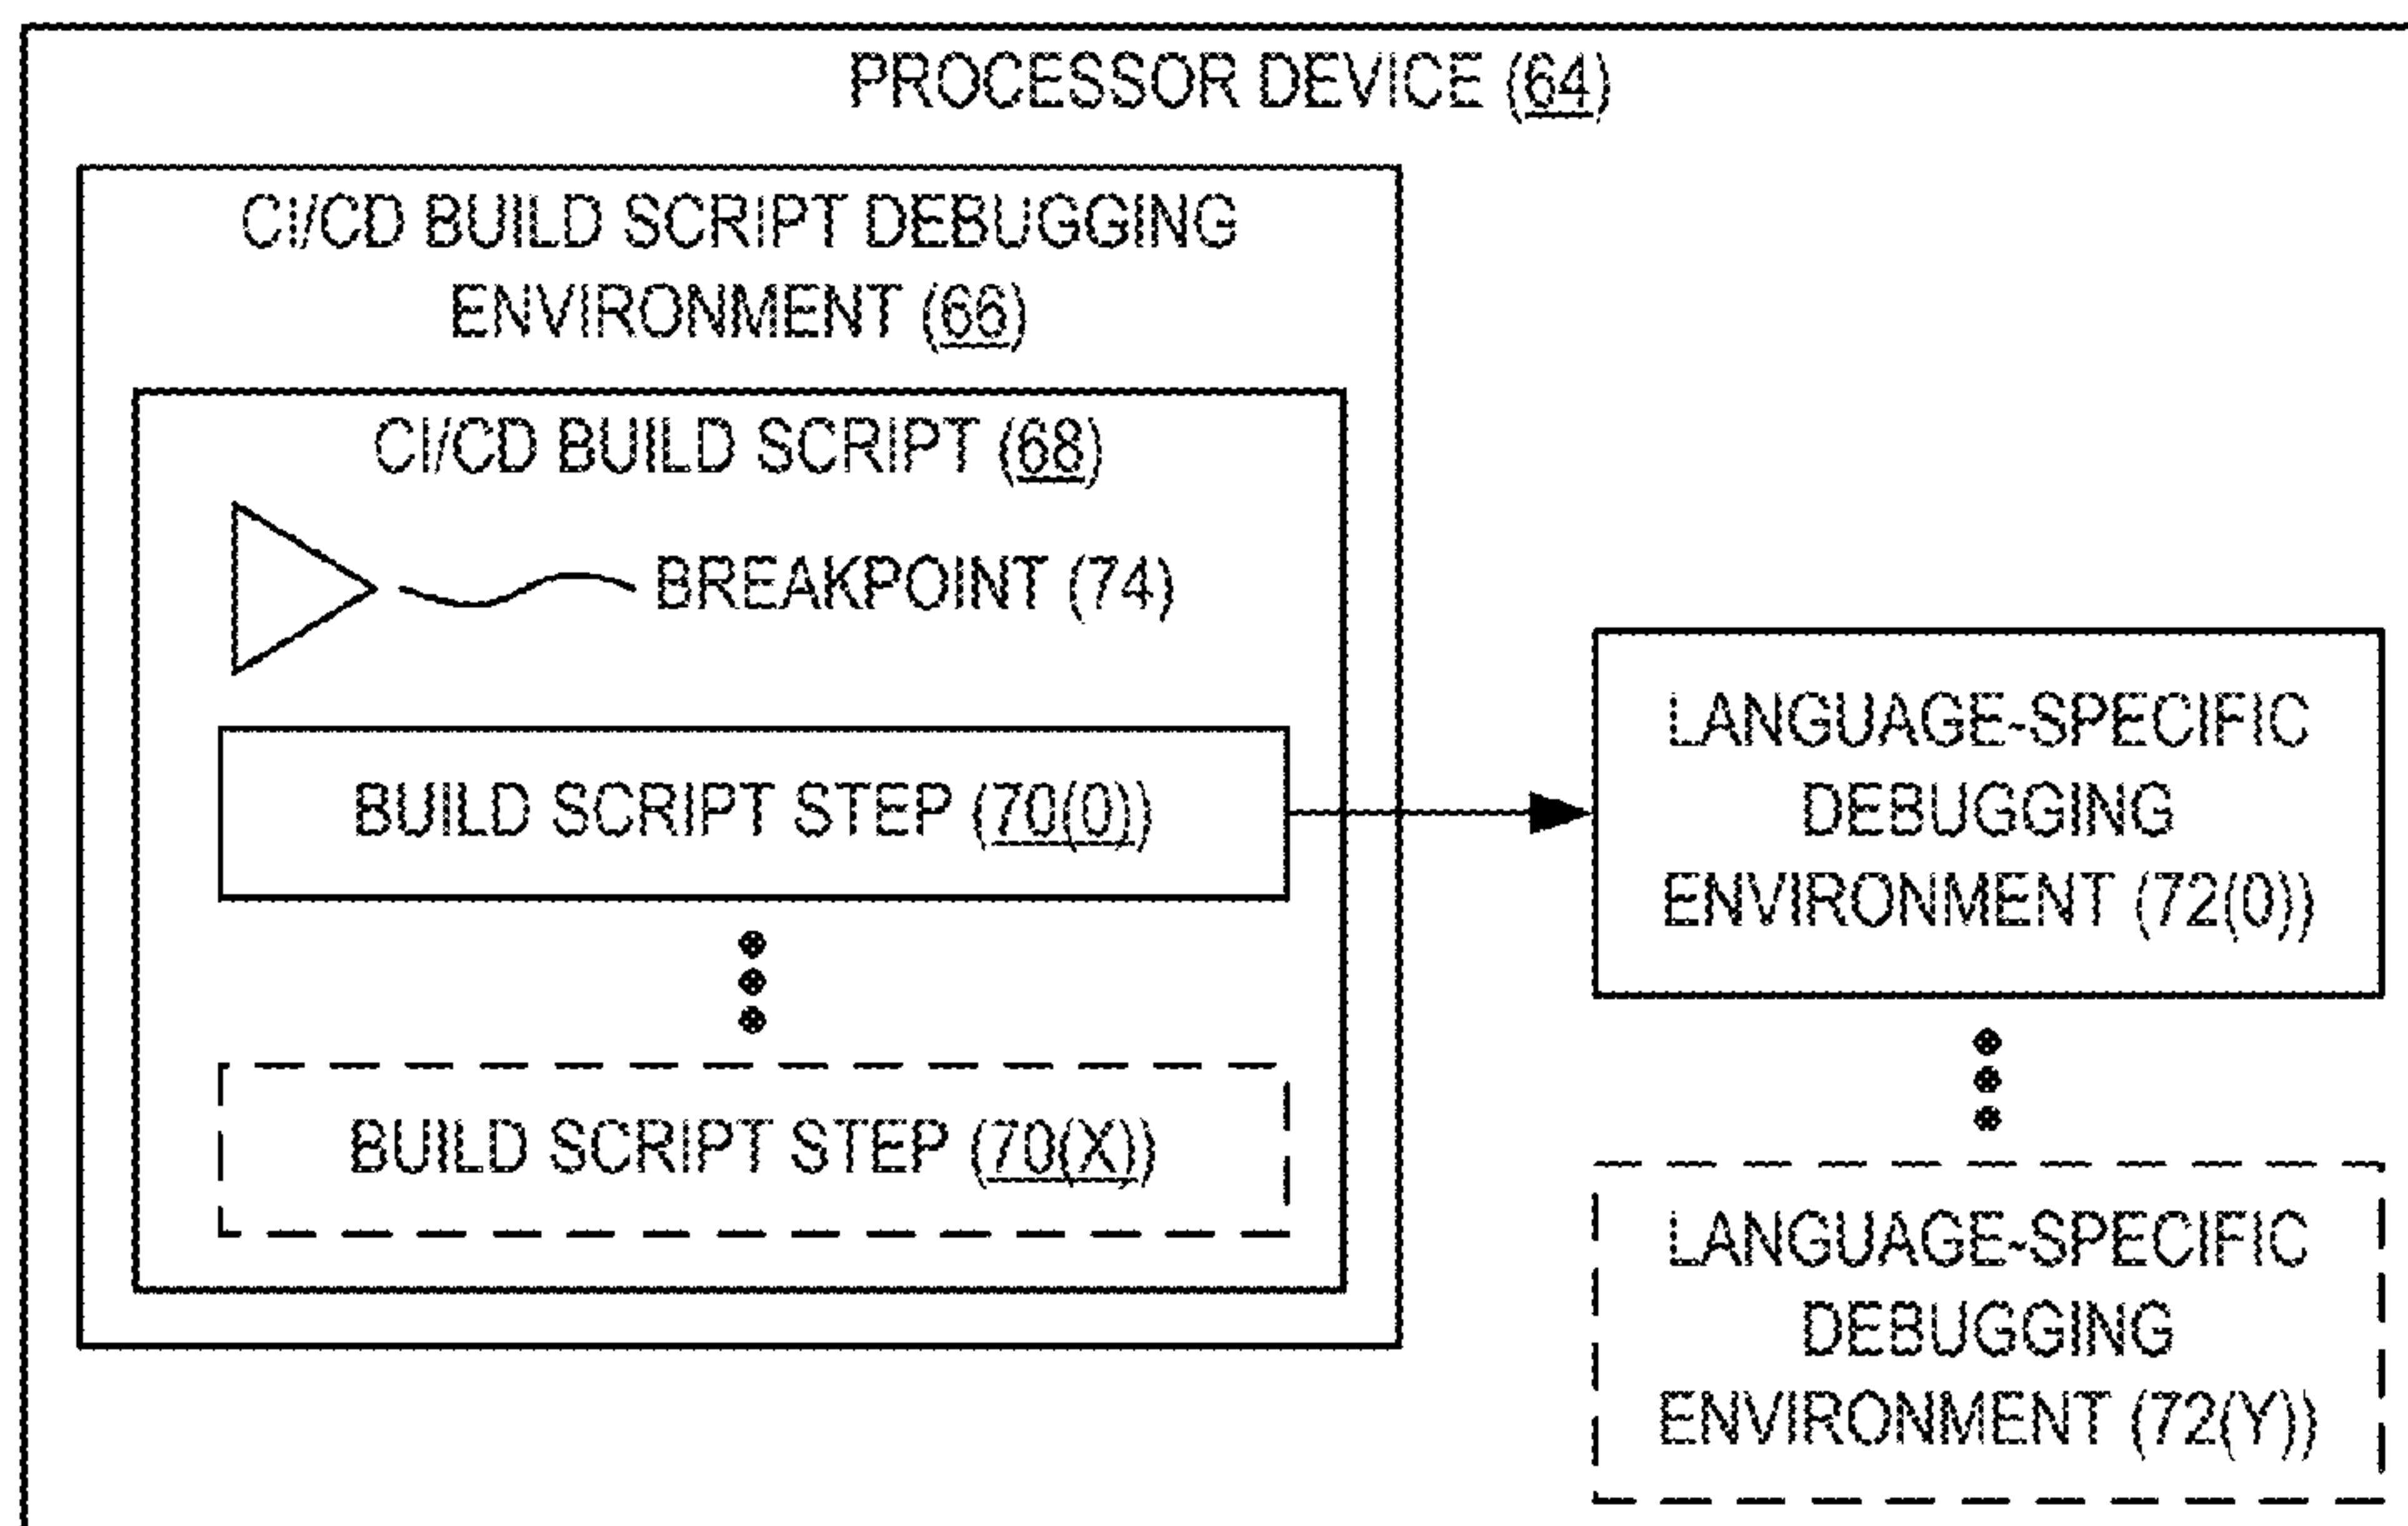 PROCESSOR DEVICE (64)
CI/CD BUILD SCRIPT DEBUGGING
ENVIRONMENT (66)
CI/CD BUILD SCRIPT (68)
BREAKPOINT (74)
BUILD SCRIPT STEP (70(0))
BUILD SCRIPT STEP (70(X))
LANGUAGE-SPECIFIC
DEBUGGING
ENVIRONMENT (72(0))
LANGUAGE-SPECIFIC
DEBUGGING
ENVIRONMENT (72(Y))